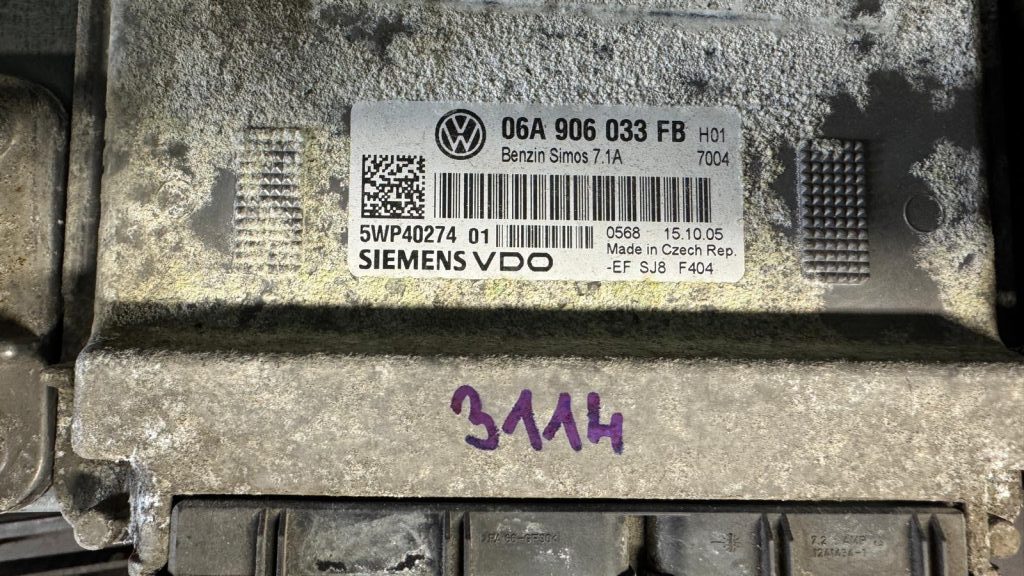 06A 906 033 FB H01
Benzin Simos 7.1A 7004
5WP40274 01 0568 15.10.05
Made in Czech Rep.
SIEMENS VDO -EF SJ8 F404
3114